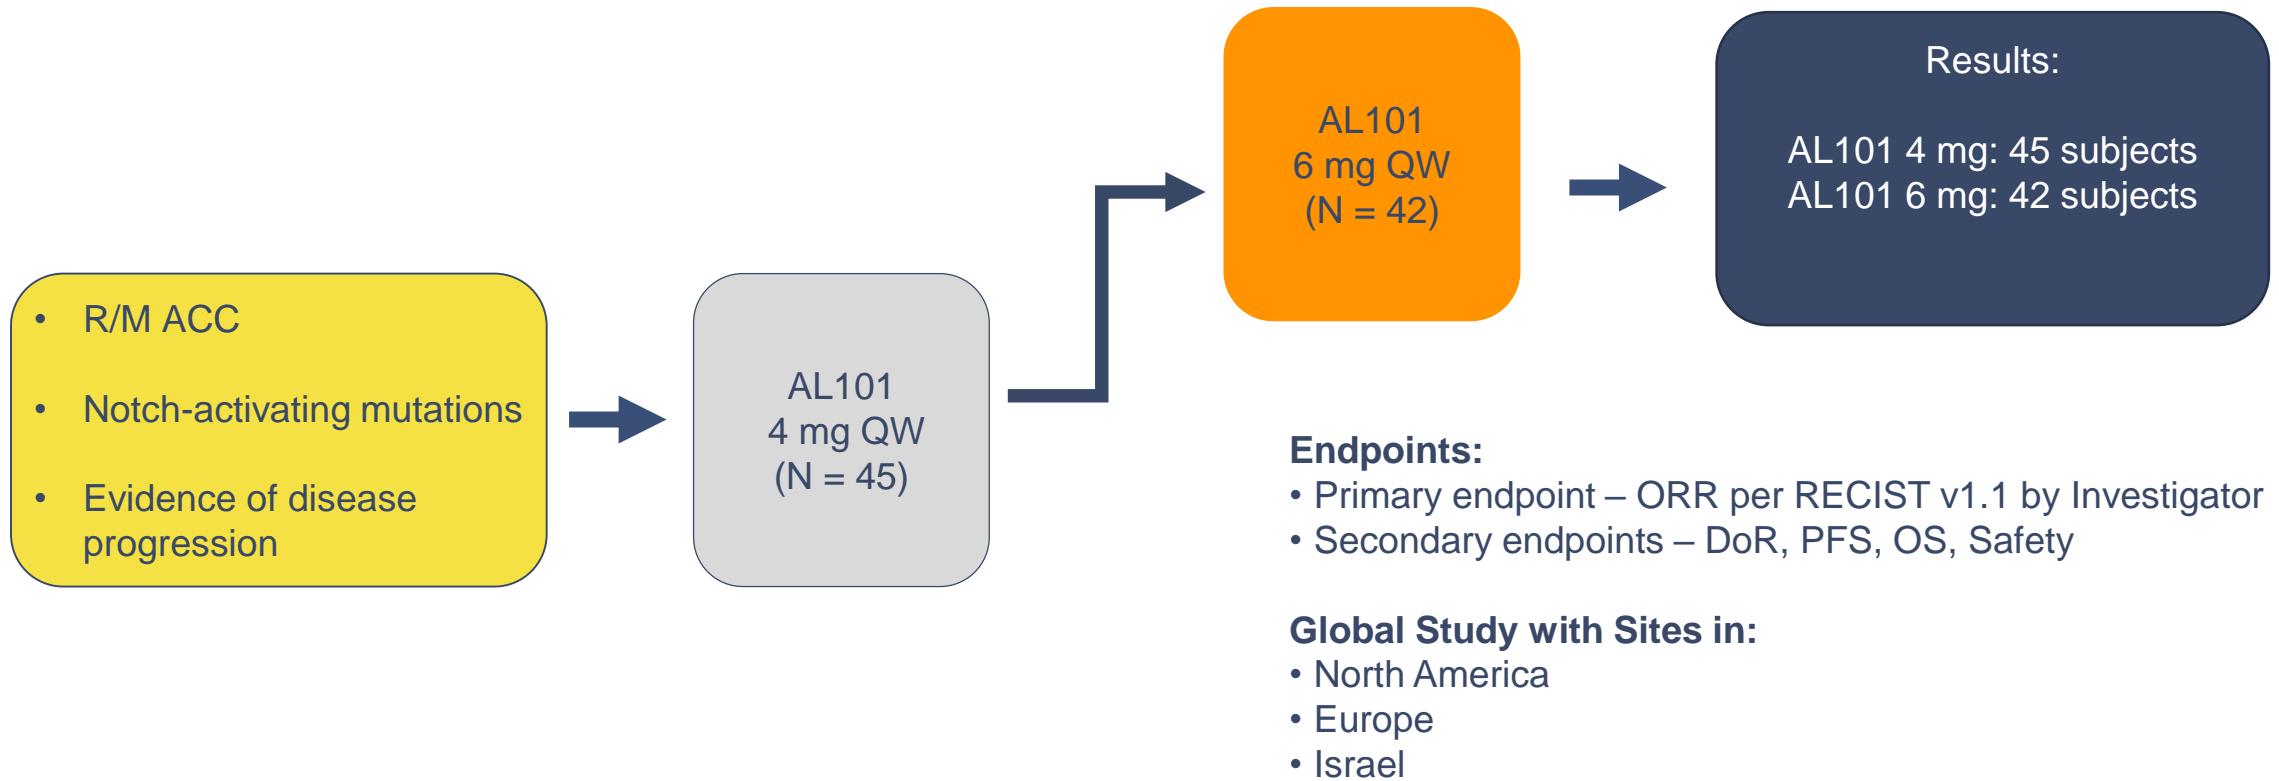 • R/M ACC
• Notch-activating mutations
• Evidence of disease
progression
AL101
4 mg QW
(N = 45)
AL101
6 mg QW
(N = 42)
Results:
AL101 4 mg: 45 subjects
AL101 6 mg: 42 subjects
Endpoints:
• Primary endpoint – ORR per RECIST v1.1 by Investigator
• Secondary endpoints – DoR, PFS, OS, Safety
Global Study with Sites in:
• North America
• Europe
• Israel